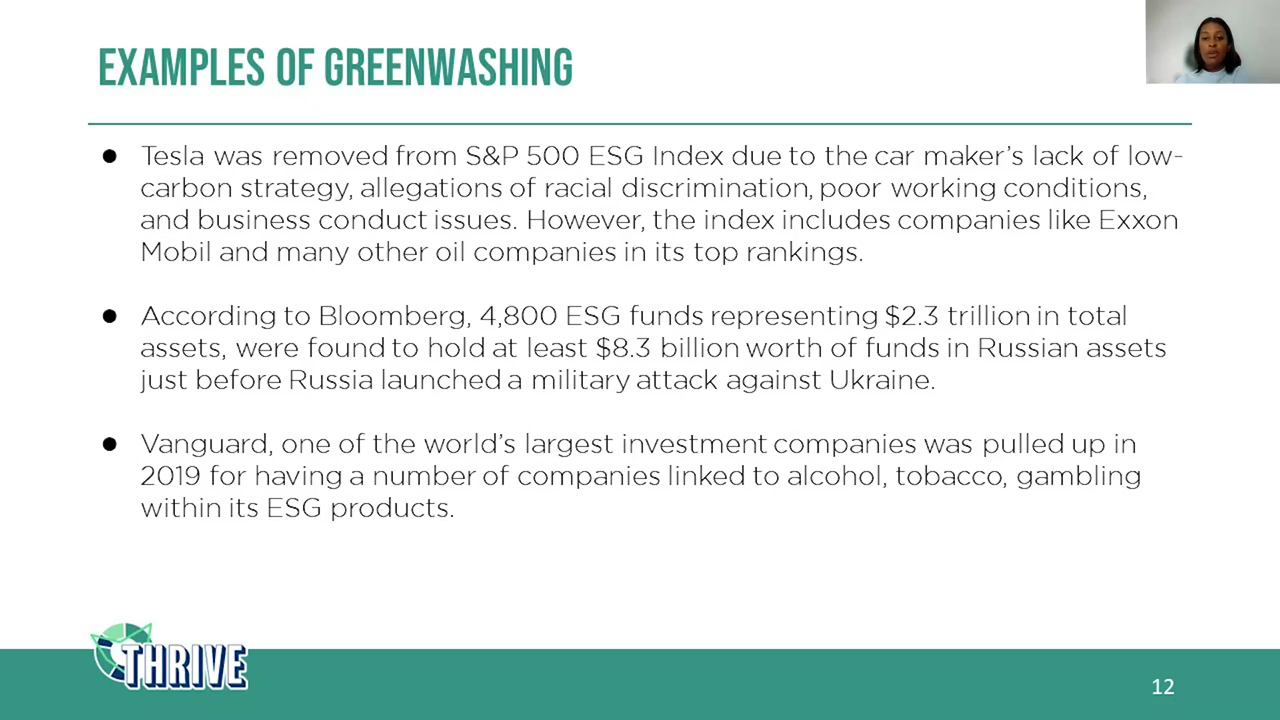 EXAMPLES OF GREENWASHING
● Tesla was removed from S&P 500 ESG Index due to the car maker's lack of low-
carbon strategy, allegations of racial discrimination, poor working conditions,
and business conduct issues. However, the index includes companies like Exxon
Mobil and many other oil companies in its top rankings.
● According to Bloomberg, 4,800 ESG funds representing $2.3 trillion in total
assets, were found to hold at least $8.3 billion worth of funds in Russian assets
just before Russia launched a military attack against Ukraine.
● Vanguard, one of the world's largest investment companies was pulled up in
2019 for having a number of companies linked to alcohol, tobacco, gambling
within its ESG products.
THRIVE
12